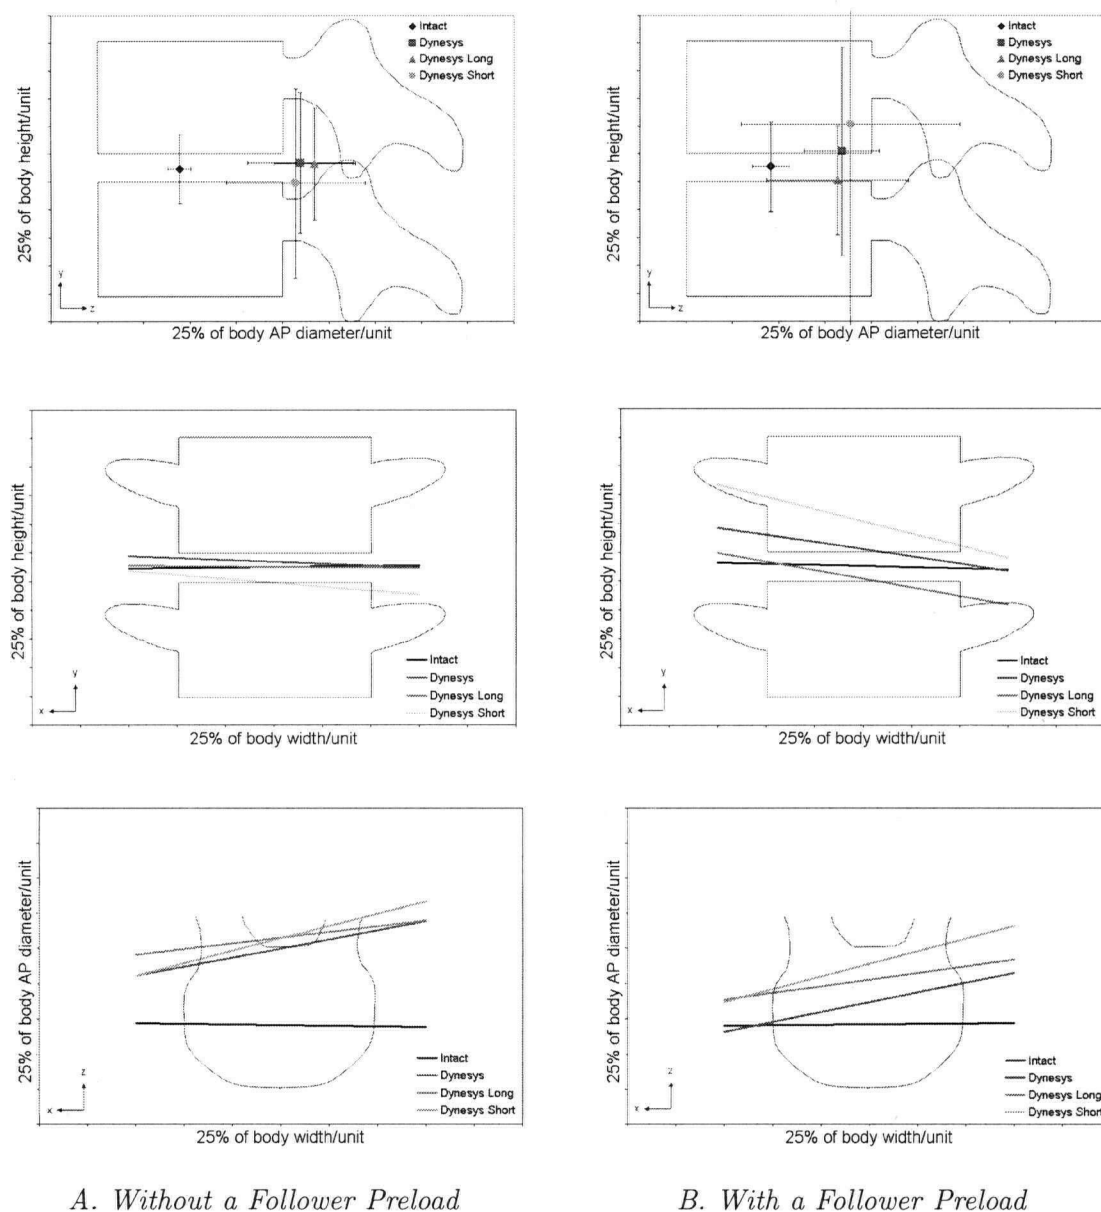 Intact
Dynesys
Dynesys Long
Dynesys Short
25% of body height/unit
y
z
25% of body AP diameter/unit
Intact
Dynesys
Dynesys Long
Dynesys Short
25% of body height/unit
y
z
25% of body AP diameter/unit
25% of body height/unit
y
x
Intact
Dynesys
Dynesys Long
Dynesys Short
25% of body width/unit
25% of body height/unit
y
x
Intact
Dynesys
Dynesys Long
Dynesys Short
25% of body width/unit
25% of body AP diameter/unit
z
x
Intact
Dynesys
Dynesys Long
Dynesys Short
25% of body width/unit
25% of body AP diameter/unit
z
x
Intact
Dynesys
Dynesys Long
Dynesys Short
25% of body width/unit
A. Without a Follower Preload
B. With a Follower Preload